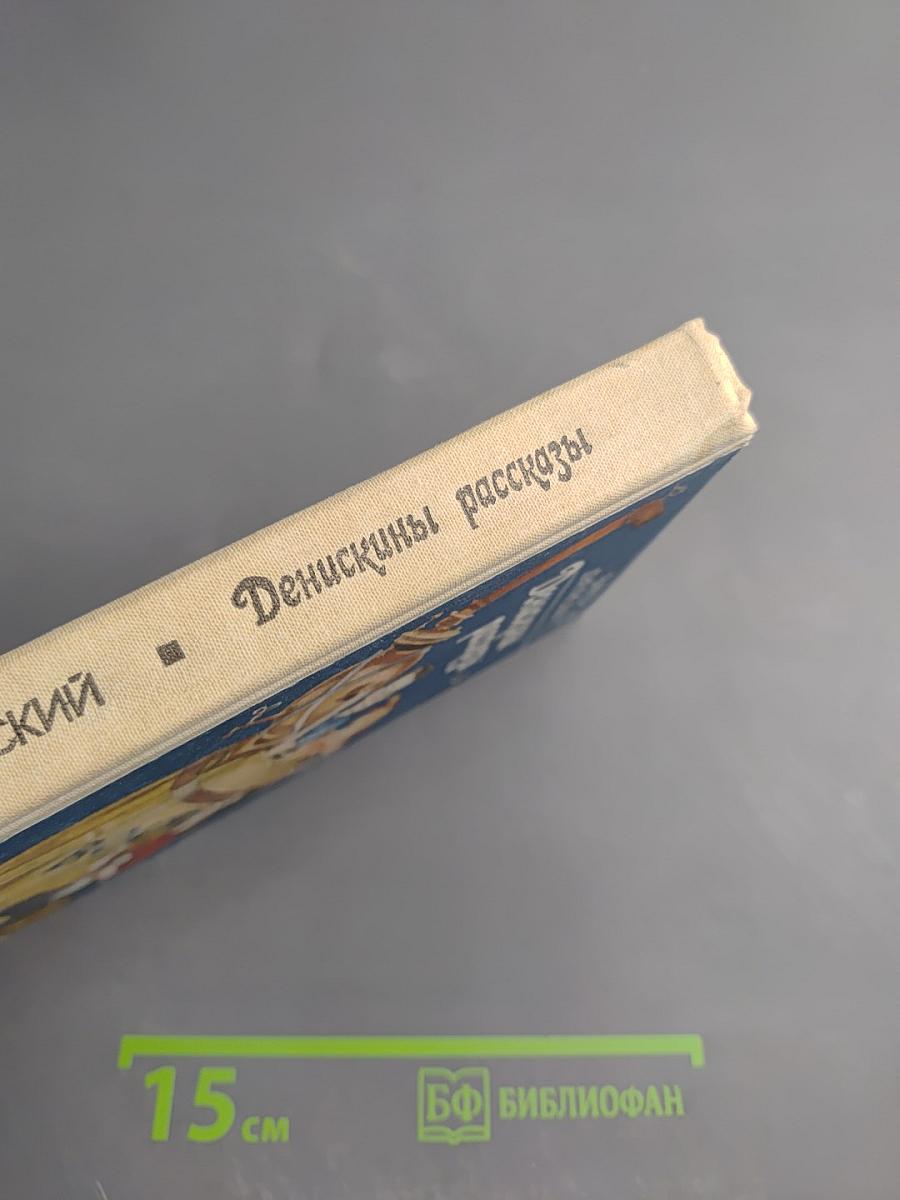 ский ■ Денискины рассказы
15 см
БФ БИБЛИОФАН